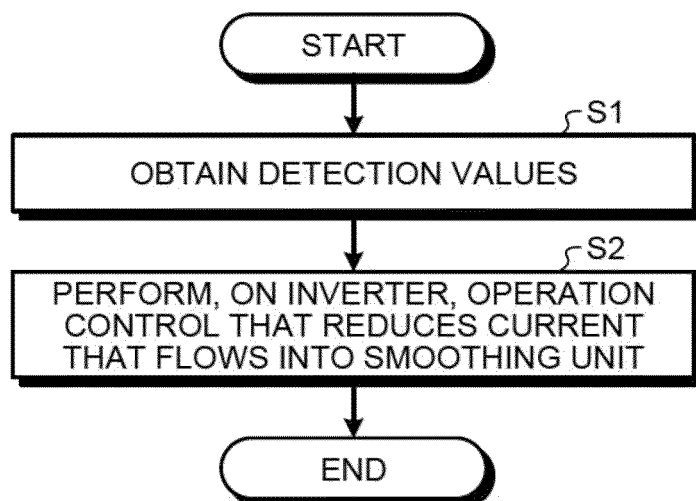 START
S1
OBTAIN DETECTION VALUES
S2
PERFORM, ON INVERTER, OPERATION
CONTROL THAT REDUCES CURRENT
THAT FLOWS INTO SMOOTHING UNIT
END